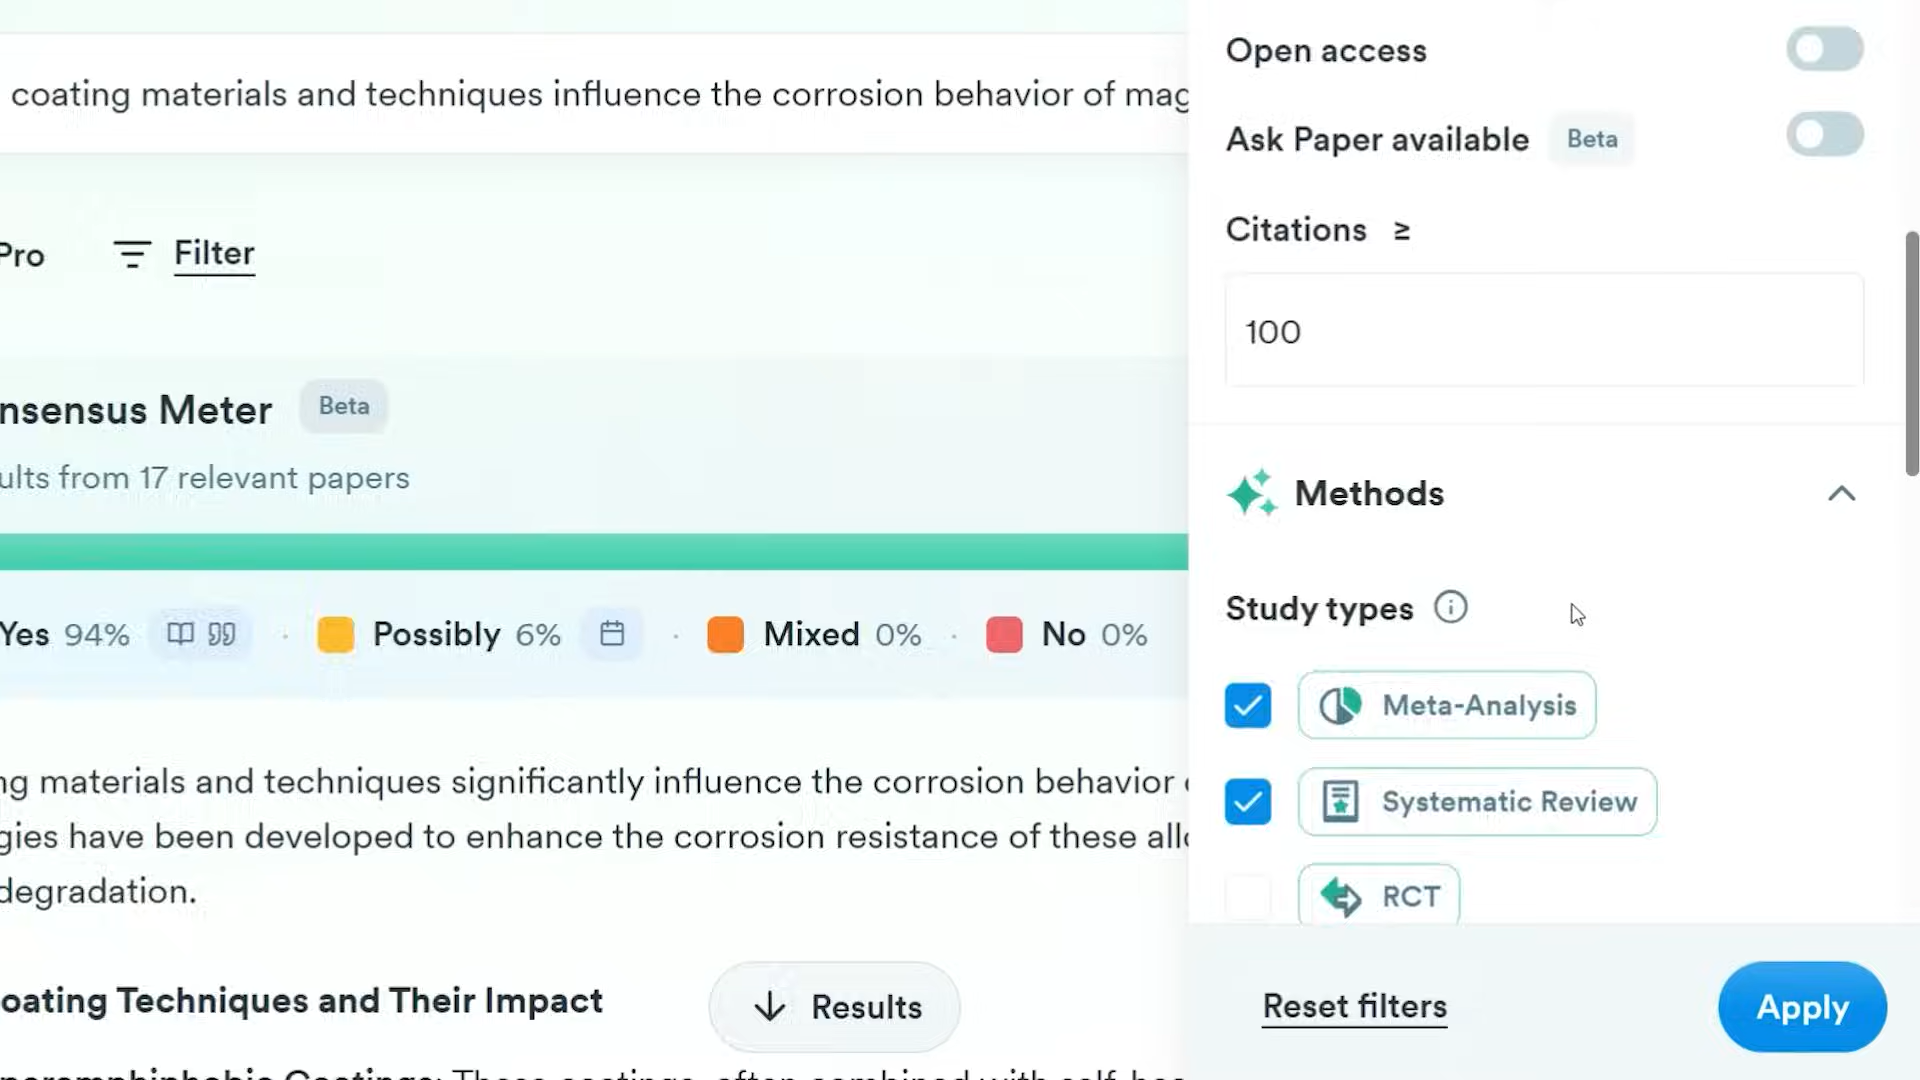 coating materials and techniques influence the corrosion behavior of mag
Pro
Filter
nsensus Meter
Beta
ults from 17 relevant papers
Yes 94% · Possibly 6% · Mixed 0% · No 0%
ng materials and techniques significantly influence the corrosion behavior
gies have been developed to enhance the corrosion resistance of these allo
degradation.
oating Techniques and Their Impact
Results
Open access
Ask Paper available
Beta
Citations ≥
100
Methods
Study types
Meta-Analysis
Systematic Review
RCT
Reset filters
Apply